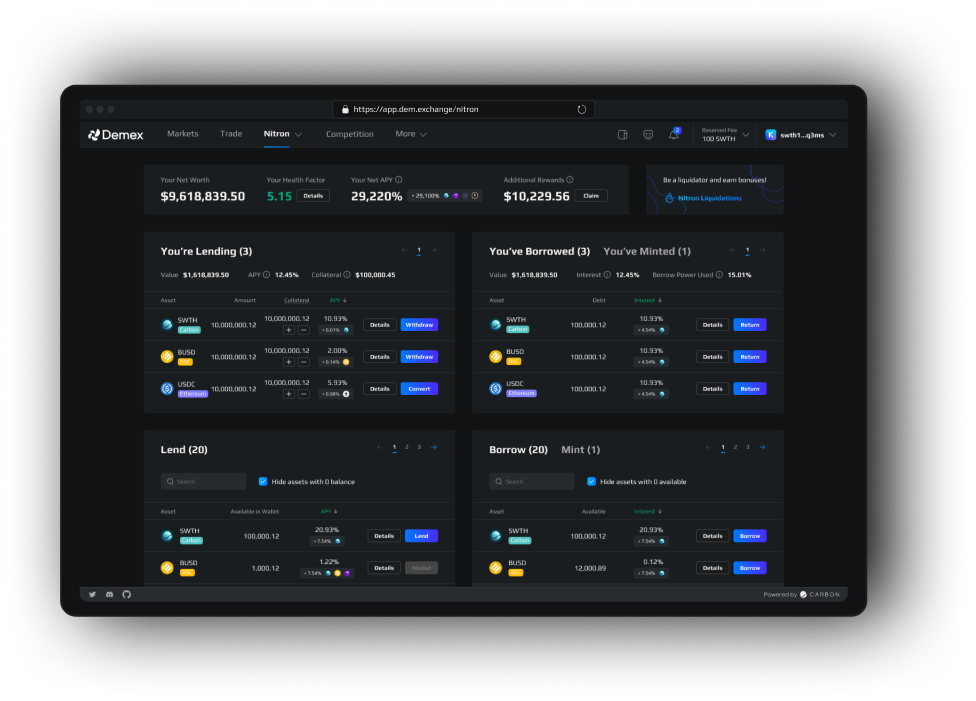 https://app.dem.exchange/nitron
Demex Markets Trade Nitron Competition More 2 Reserved Fee 100 SWTH K swth1...q3ms
Your Net Worth Your Health Factor Your Net APY Additional Rewards
$9,618,839.50 5.15 Details 29,220% +29,100% $10,229.56 Claim
Be a liquidator and earn bonuses!
Nitron Liquidations
You're Lending (3) 1
Value $1,618,839.50 APY 12.45% Collateral $100,000.45
Asset Amount Collateral APY
SWTH Carbon 10,000,000.12 10,000,000.12 + − 10.93% Details Withdraw
BUSD BSC 10,000,000.12 10,000,000.12 + − 2.00% +0.14% Details Withdraw
USDC Ethereum 10,000,000.12 10,000,000.12 + − 5.93% +0.98% Details Convert
You've Borrowed (3) You've Minted (1) 1
Value $1,618,839.50 Interest 12.45% Borrow Power Used 15.01%
Asset Debt Interest
SWTH Carbon 100,000.12 10.93% +4.54% Details Return
BUSD BSC 100,000.12 10.93% +4.54% Details Return
USDC Ethereum 100,000.12 10.93% +4.54% Details Return
Lend (20) 1 2 3
Search Hide assets with 0 balance
Asset Available in Wallet APY
SWTH Carbon 100,000.12 20.93% +7.54% Details Lend
BUSD BSC 1,000.12 1.22% +7.54% Details
Borrow (20) Mint (1) 1 2 3
Search Hide assets with 0 available
Asset Available Interest
SWTH Carbon 100,000.12 20.93% +7.54% Details Borrow
BUSD BSC 12,000.89 0.12% +7.54% Details Borrow
Powered by CARBON